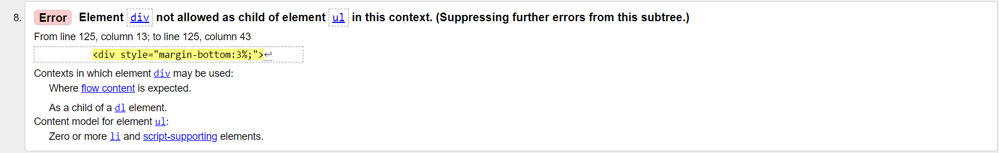 8. Error Element div not allowed as child of element ul in this context. (Suppressing further errors from this subtree.)
From line 125, column 13; to line 125, column 43
<div style="margin-bottom:3%;">↩
Contexts in which element div may be used:
Where flow content is expected.
As a child of a dl element.
Content model for element ul:
Zero or more li and script-supporting elements.